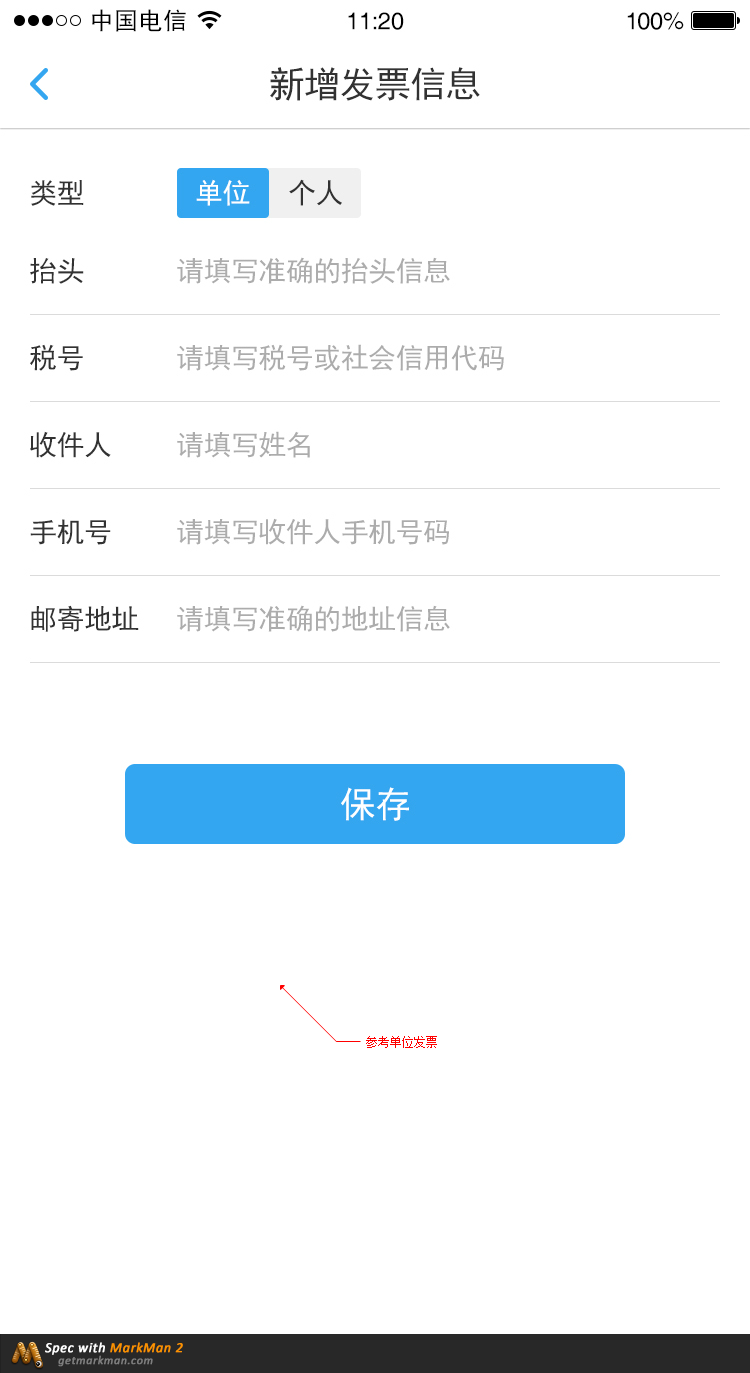 中国电信 11:20 100%
新增发票信息
类型 单位 个人
抬头 请填写准确的抬头信息
税号 请填写税号或社会信用代码
收件人 请填写姓名
手机号 请填写收件人手机号码
邮寄地址 请填写准确的地址信息
保存
参考单位发票
Spec with MarkMan 2
getmarkman.com